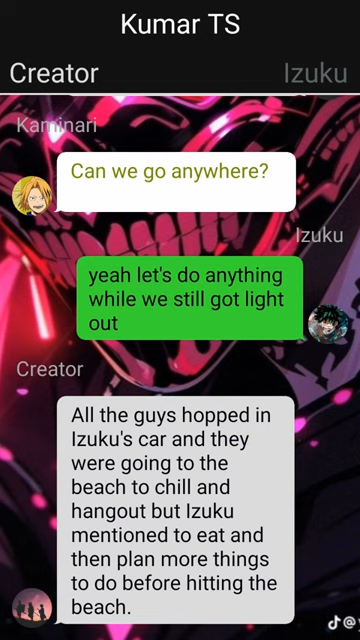 Kumar TS
Creator
Izuku
Kaminari
Can we go anywhere?
Izuku
yeah let's do anything
while we still got light
out
Creator
All the guys hopped in
Izuku's car and they
were going to the
beach to chill and
hangout but Izuku
mentioned to eat and
then plan more things
to do before hitting the
beach.
@